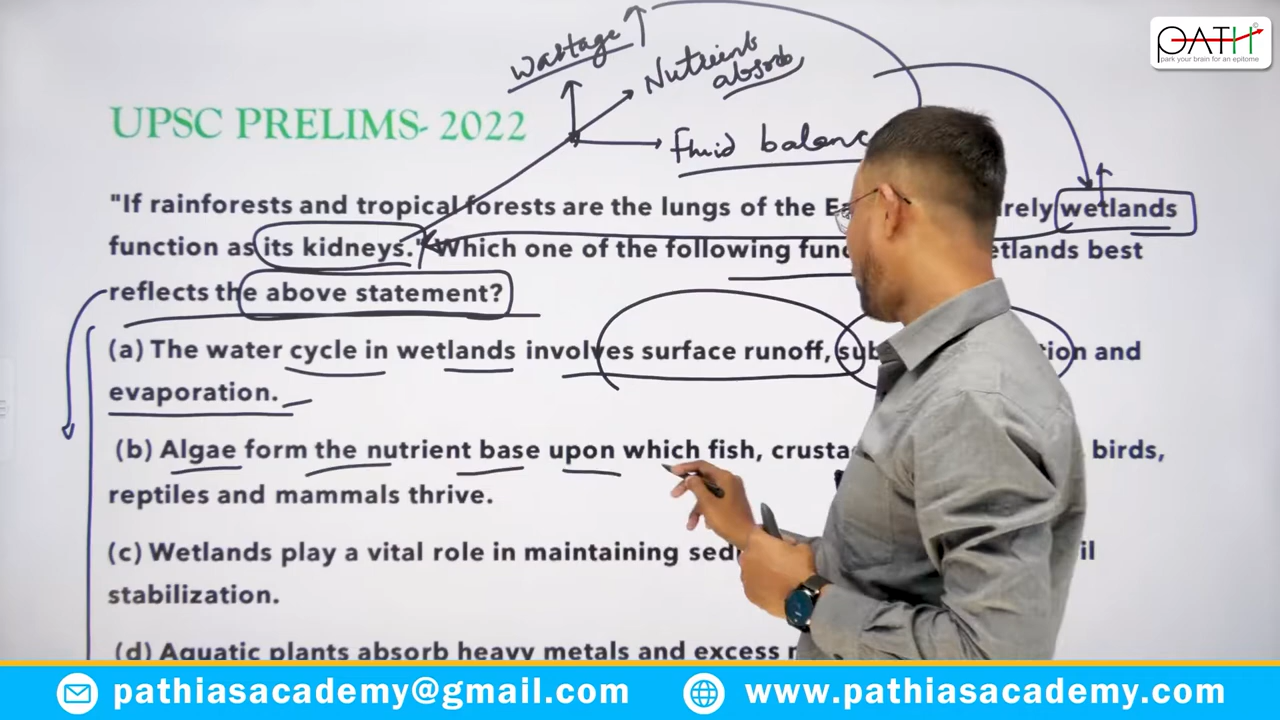 wastage
Nutrients
absorb
Fluid balanc
PATH
park your brain for an epitome
UPSC PRELIMS- 2022
"If rainforests and tropical forests are the lungs of the Ea rely wetlands
function as its kidneys." Which one of the following func etlands best
reflects the above statement?
(a) The water cycle in wetlands involves surface runoff, sub tion and
evaporation.
(b) Algae form the nutrient base upon which fish, crusta birds,
reptiles and mammals thrive.
(c) Wetlands play a vital role in maintaining sed il
stabilization.
(d) Aquatic plants absorb heavy metals and excess
pathiasacademy@gmail.com
www.pathiasacademy.com